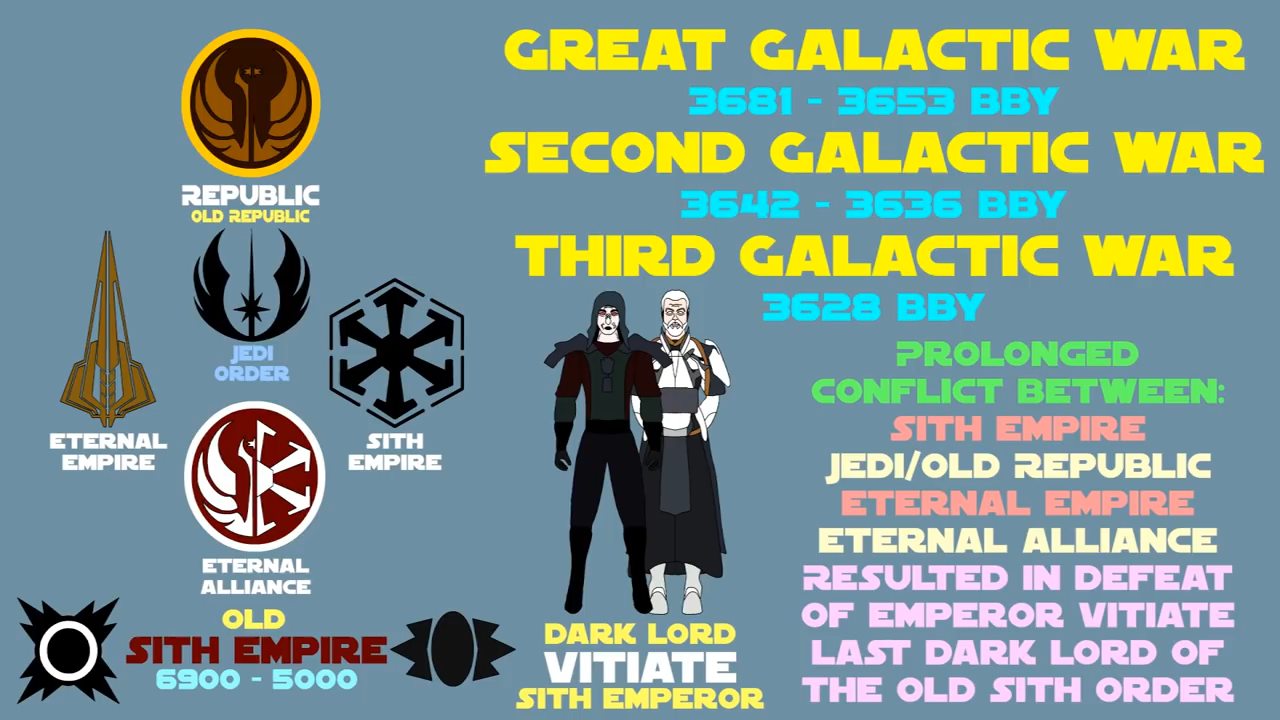 REPUBLIC
OLD REPUBLIC
JEDI
ORDER
ETERNAL
EMPIRE
SITH
EMPIRE
ETERNAL
ALLIANCE
OLD
SITH EMPIRE
6900 - 5000
GREAT GALACTIC WAR
3681 - 3653 BBY
SECOND GALACTIC WAR
3642 - 3636 BBY
THIRD GALACTIC WAR
3628 BBY
DARK LORD
VITIATE
SITH EMPEROR
PROLONGED
CONFLICT BETWEEN:
SITH EMPIRE
JEDI/OLD REPUBLIC
ETERNAL EMPIRE
ETERNAL ALLIANCE
RESULTED IN DEFEAT
OF EMPEROR VITIATE
LAST DARK LORD OF
THE OLD SITH ORDER